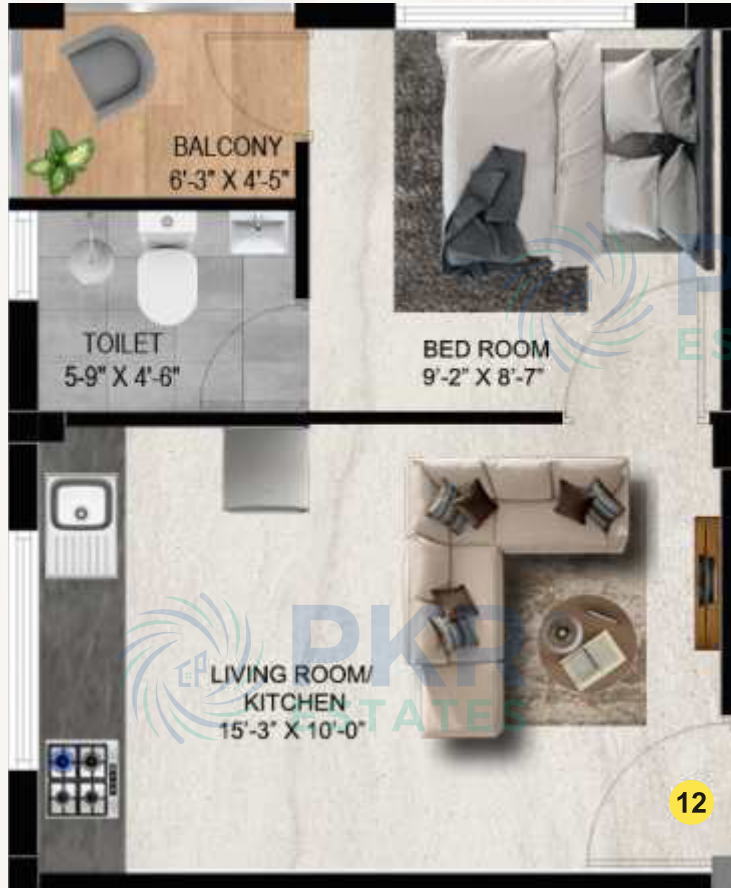 BALCONY
6'-3" X 4'-5"
TOILET
5-9" X 4'-6"
BED ROOM
9'-2" X 8'-7"
P
ES
PKR
ESTATES
LIVING ROOM/
KITCHEN
15'-3" X 10'-0"
12